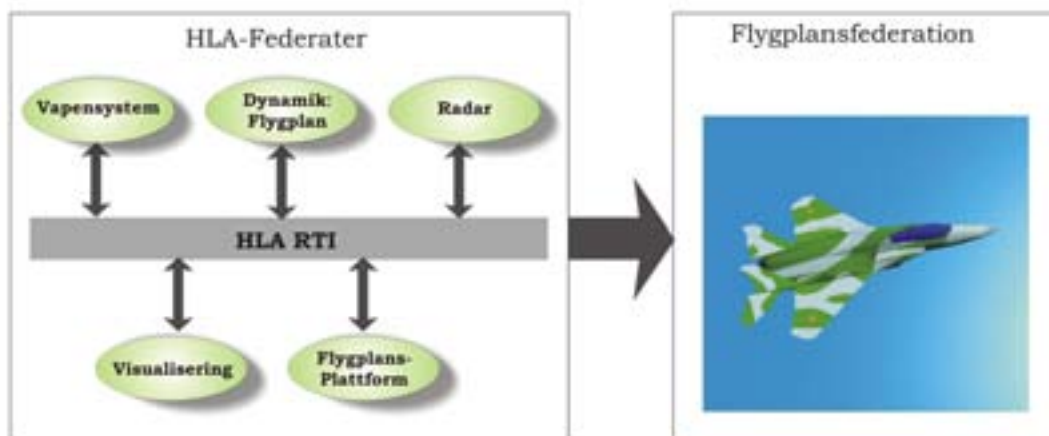 HLA-Federater
Vapensystem
Dynamik:
Flygplan
Radar
HLA RTI
Visualisering
Flygplans-
Plattform
Flygplansfederation